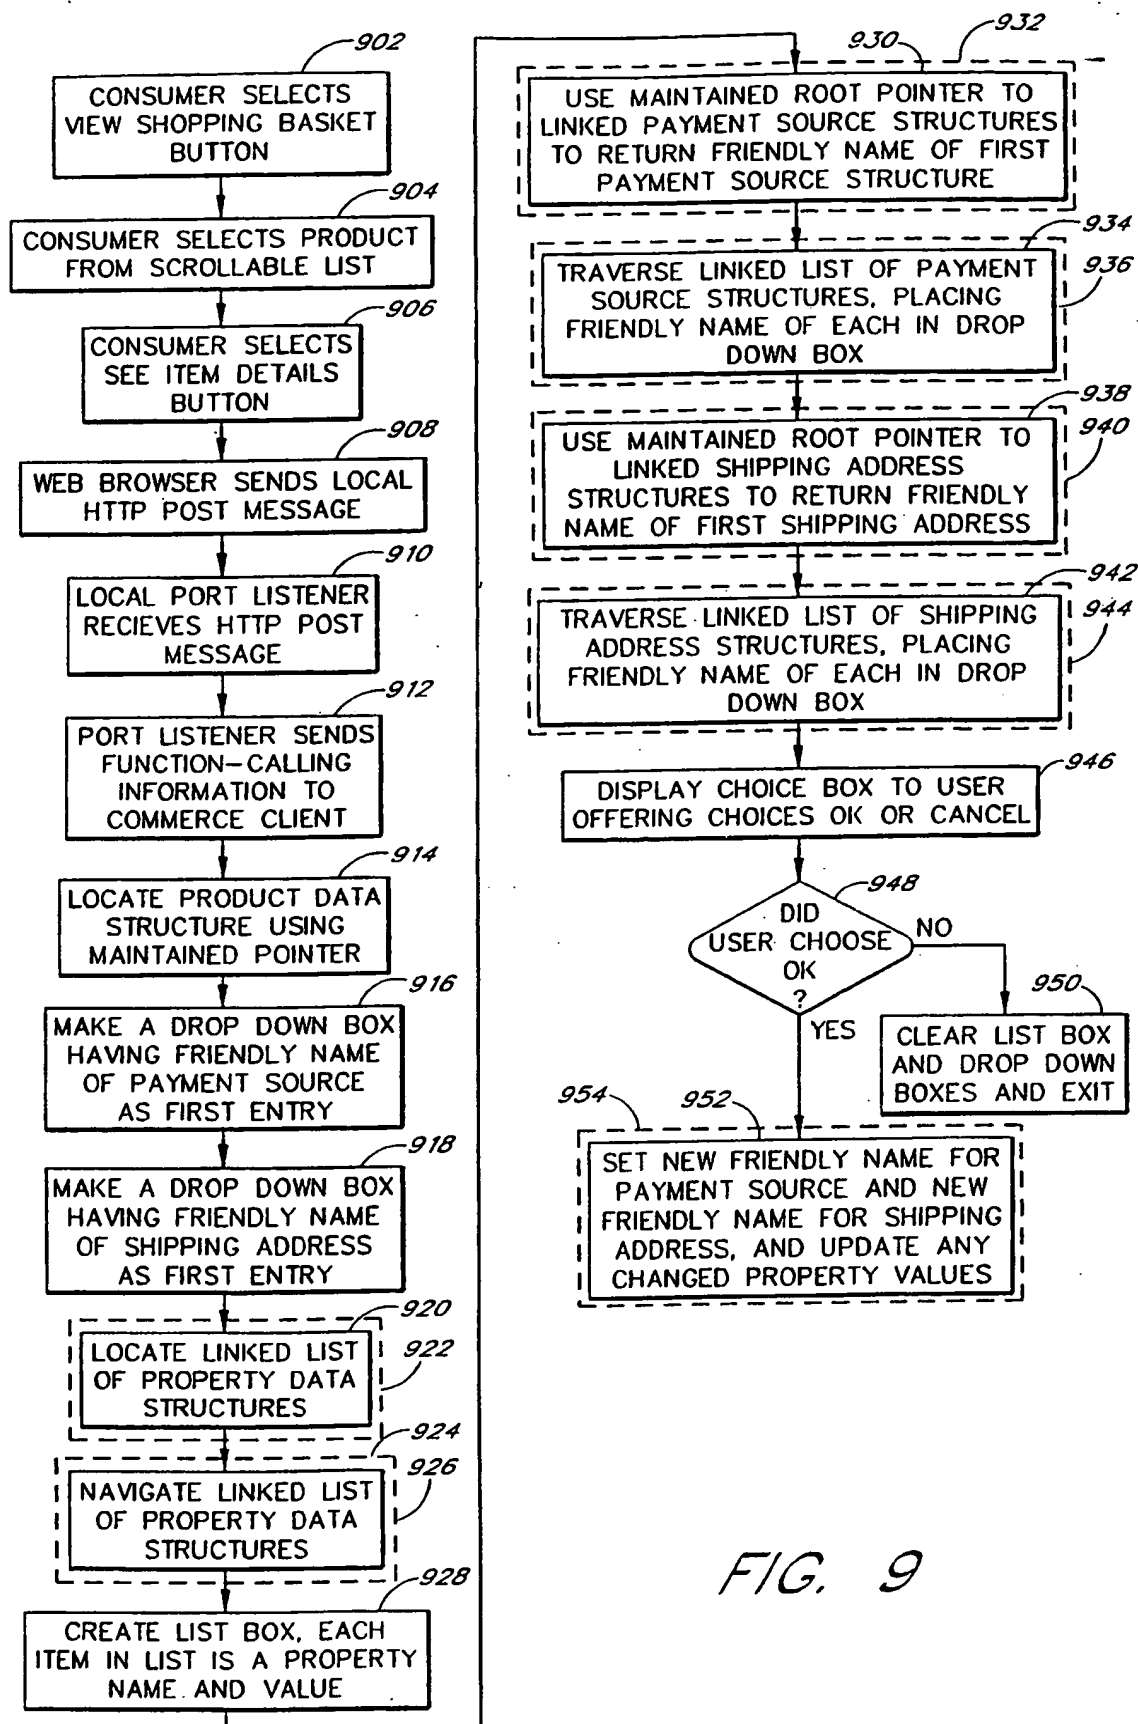 902
CONSUMER SELECTS
VIEW SHOPPING BASKET
BUTTON
904
CONSUMER SELECTS PRODUCT
FROM SCROLLABLE LIST
906
CONSUMER SELECTS
SEE ITEM DETAILS
BUTTON
908
WEB BROWSER SENDS LOCAL
HTTP POST MESSAGE
910
LOCAL PORT LISTENER
RECIEVES HTTP POST
MESSAGE
912
PORT LISTENER SENDS
FUNCTION-CALLING
INFORMATION TO
COMMERCE CLIENT
914
LOCATE PRODUCT DATA
STRUCTURE USING
MAINTAINED POINTER
916
MAKE A DROP DOWN BOX
HAVING FRIENDLY NAME
OF PAYMENT SOURCE
AS FIRST ENTRY
918
MAKE A DROP DOWN BOX
HAVING FRIENDLY NAME
OF SHIPPING ADDRESS
AS FIRST ENTRY
920
922
LOCATE LINKED LIST
OF PROPERTY DATA
STRUCTURES
924
926
NAVIGATE LINKED LIST
OF PROPERTY DATA
STRUCTURES
928
CREATE LIST BOX, EACH
ITEM IN LIST IS A PROPERTY
NAME AND VALUE
930
932
USE MAINTAINED ROOT POINTER TO
LINKED PAYMENT SOURCE STRUCTURES
TO RETURN FRIENDLY NAME OF FIRST
PAYMENT SOURCE STRUCTURE
934
936
TRAVERSE LINKED LIST OF PAYMENT
SOURCE STRUCTURES, PLACING
FRIENDLY NAME OF EACH IN DROP
DOWN BOX
938
940
USE MAINTAINED ROOT POINTER TO
LINKED SHIPPING ADDRESS
STRUCTURES TO RETURN FRIENDLY
NAME OF FIRST SHIPPING ADDRESS
942
944
TRAVERSE LINKED LIST OF SHIPPING
ADDRESS STRUCTURES, PLACING
FRIENDLY NAME OF EACH IN DROP
DOWN BOX
946
DISPLAY CHOICE BOX TO USER
OFFERING CHOICES OK OR CANCEL
948
DID
USER CHOOSE
OK
?
NO
YES
950
CLEAR LIST BOX
AND DROP DOWN
BOXES AND EXIT
954
952
SET NEW FRIENDLY NAME FOR
PAYMENT SOURCE AND NEW
FRIENDLY NAME FOR SHIPPING
ADDRESS, AND UPDATE ANY
CHANGED PROPERTY VALUES
FIG. 9